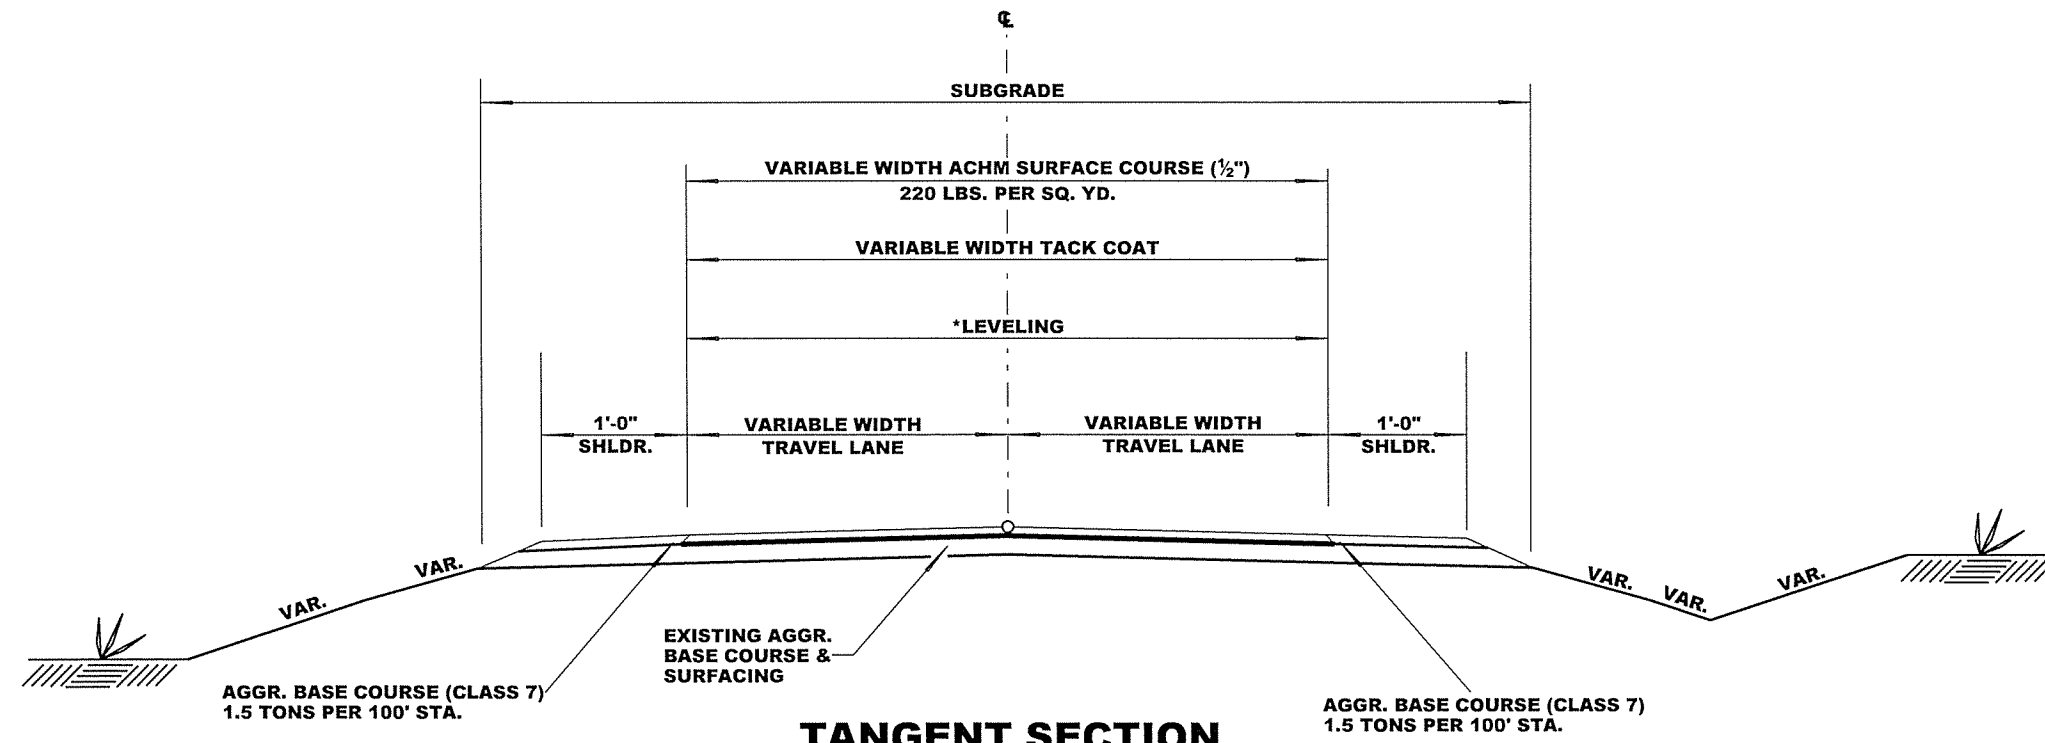 ℄
SUBGRADE
VARIABLE WIDTH ACHM SURFACE COURSE (½")
220 LBS. PER SQ. YD.
VARIABLE WIDTH TACK COAT
*LEVELING
1'-0"
SHLDR.
VARIABLE WIDTH
TRAVEL LANE
VARIABLE WIDTH
TRAVEL LANE
1'-0"
SHLDR.
VAR.
VAR.
VAR.
VAR.
VAR.
EXISTING AGGR.
BASE COURSE &
SURFACING
AGGR. BASE COURSE (CLASS 7)
1.5 TONS PER 100' STA.
AGGR. BASE COURSE (CLASS 7)
1.5 TONS PER 100' STA.
TANGENT SECTION